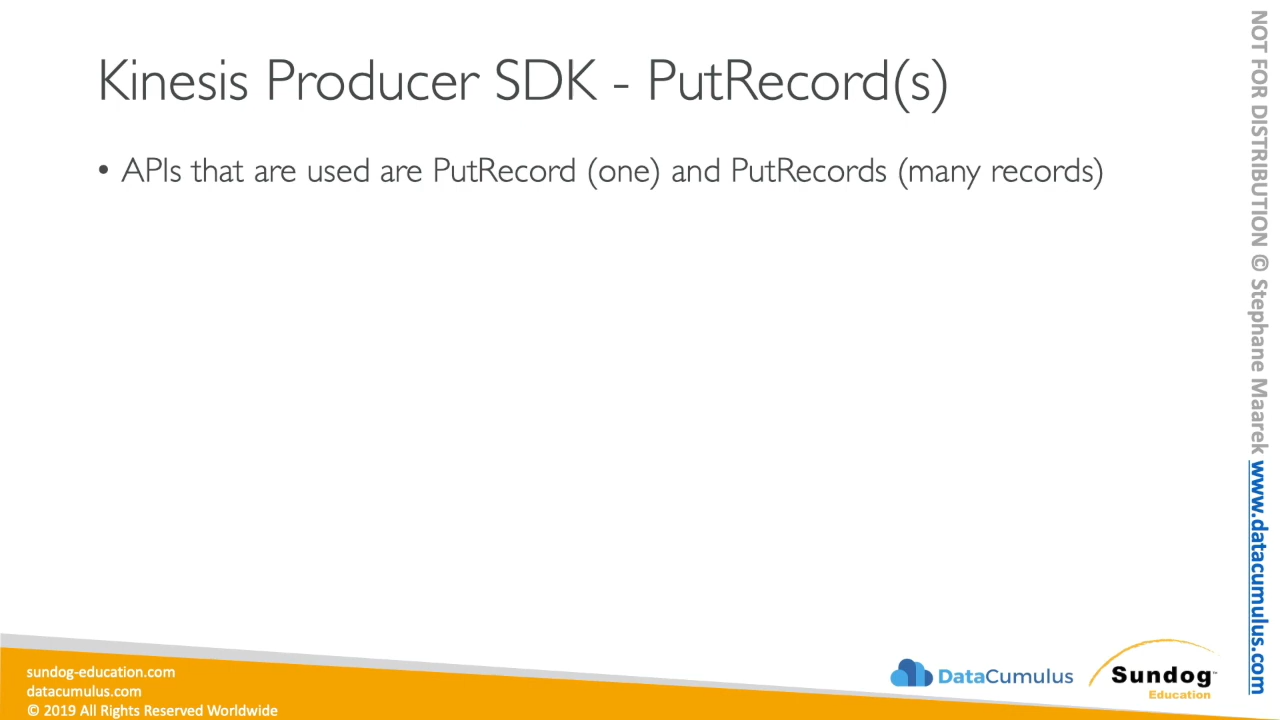 Kinesis Producer SDK - PutRecord(s)
• APIs that are used are PutRecord (one) and PutRecords (many records)
NOT FOR DISTRIBUTION © Stephane Maarek www.datacumulus.com
sundog-education.com
datacumulus.com
© 2019 All Rights Reserved Worldwide
DataCumulus
Sundog™
Education